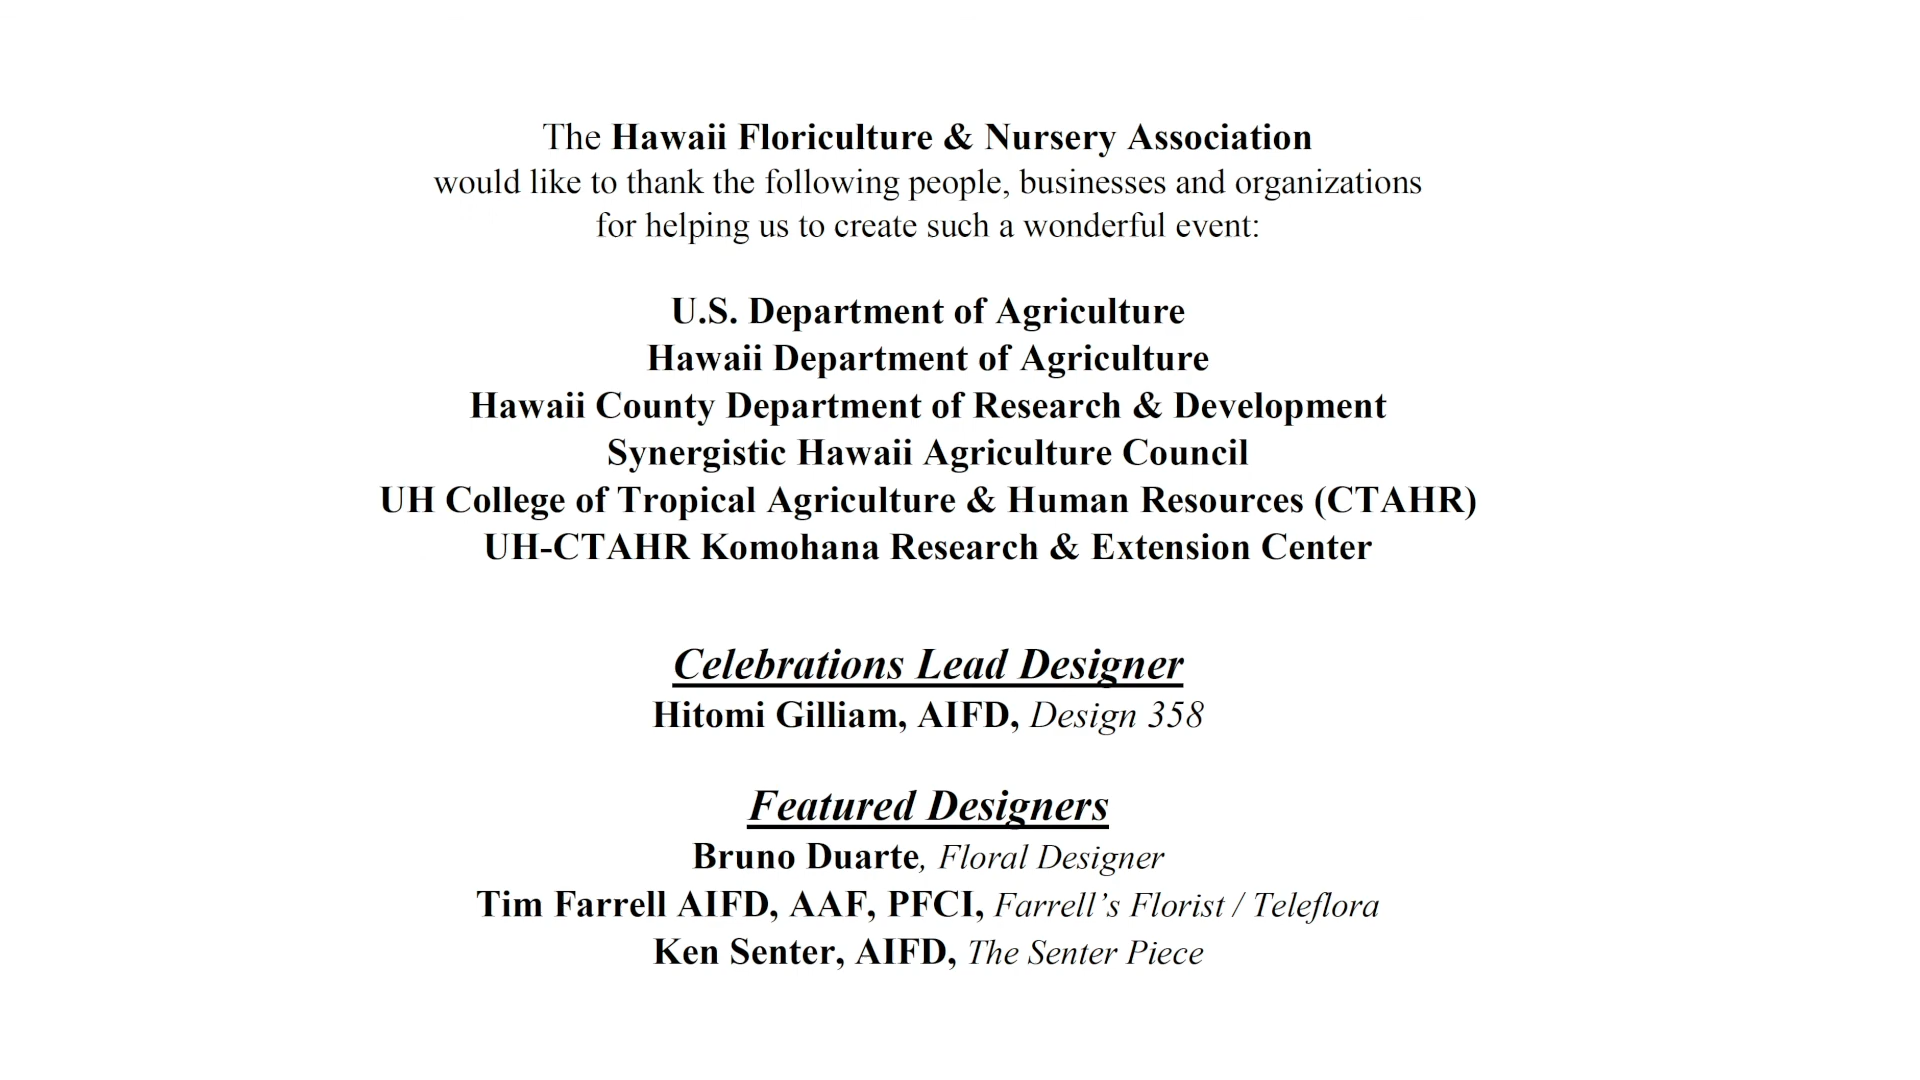 The Hawaii Floriculture & Nursery Association
would like to thank the following people, businesses and organizations
for helping us to create such a wonderful event:
U.S. Department of Agriculture
Hawaii Department of Agriculture
Hawaii County Department of Research & Development
Synergistic Hawaii Agriculture Council
UH College of Tropical Agriculture & Human Resources (CTAHR)
UH-CTAHR Komohana Research & Extension Center
Celebrations Lead Designer
Hitomi Gilliam, AIFD, Design 358
Featured Designers
Bruno Duarte, Floral Designer
Tim Farrell AIFD, AAF, PFCI, Farrell’s Florist / Teleflora
Ken Senter, AIFD, The Senter Piece